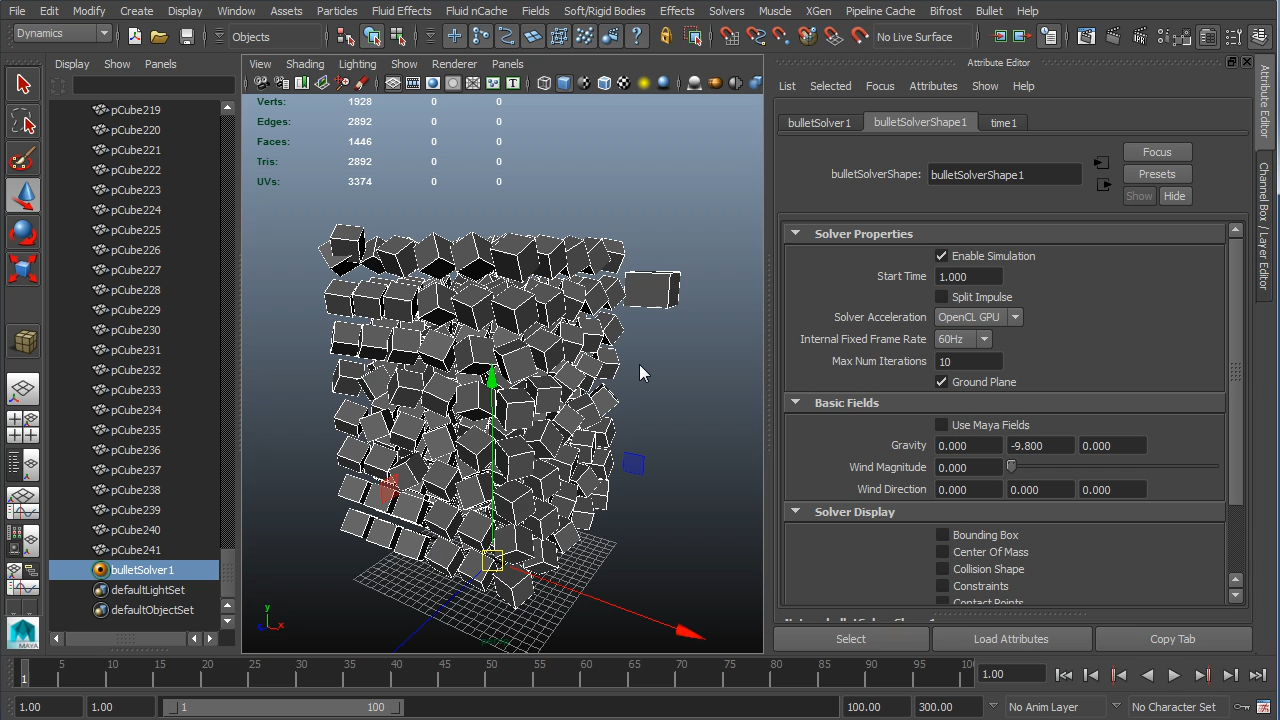 File Edit Modify Create Display Window Assets Particles Fluid Effects Fluid nCache Fields Soft/Rigid Bodies Effects Solvers Muscle XGen Pipeline Cache Bifrost Bullet Help
Dynamics Objects No Live Surface
Display Show Panels
View Shading Lighting Show Renderer Panels
Attribute Editor
List Selected Focus Attributes Show Help
pCube219
pCube220
pCube221
pCube222
pCube223
pCube224
pCube225
pCube226
pCube227
pCube228
pCube229
pCube230
pCube231
pCube232
pCube233
pCube234
pCube235
pCube236
pCube237
pCube238
pCube239
pCube240
pCube241
bulletSolver1
defaultLightSet
defaultObjectSet
MAYA
Verts: 1928 0 0
Edges: 2892 0 0
Faces: 1446 0 0
Tris: 2892 0 0
UVs: 3374 0 0
y
z x
bulletSolver1 bulletSolverShape1 time1
bulletSolverShape: bulletSolverShape1
Focus
Presets
Show Hide
Solver Properties
Enable Simulation
Start Time 1.000
Split Impulse
Solver Acceleration OpenCL GPU
Internal Fixed Frame Rate 60Hz
Max Num Iterations 10
Ground Plane
Basic Fields
Use Maya Fields
Gravity 0.000 -9.800 0.000
Wind Magnitude 0.000
Wind Direction 0.000 0.000 0.000
Solver Display
Bounding Box
Center Of Mass
Collision Shape
Constraints
Contact Points
Select Load Attributes Copy Tab
Attribute Editor
Channel Box / Layer Editor
5 10 15 20 25 30 35 40 45 50 55 60 65 70 75 80 85 90 95 10
1
1.00
1.00 1.00 1 100 100.00 300.00 No Anim Layer No Character Set